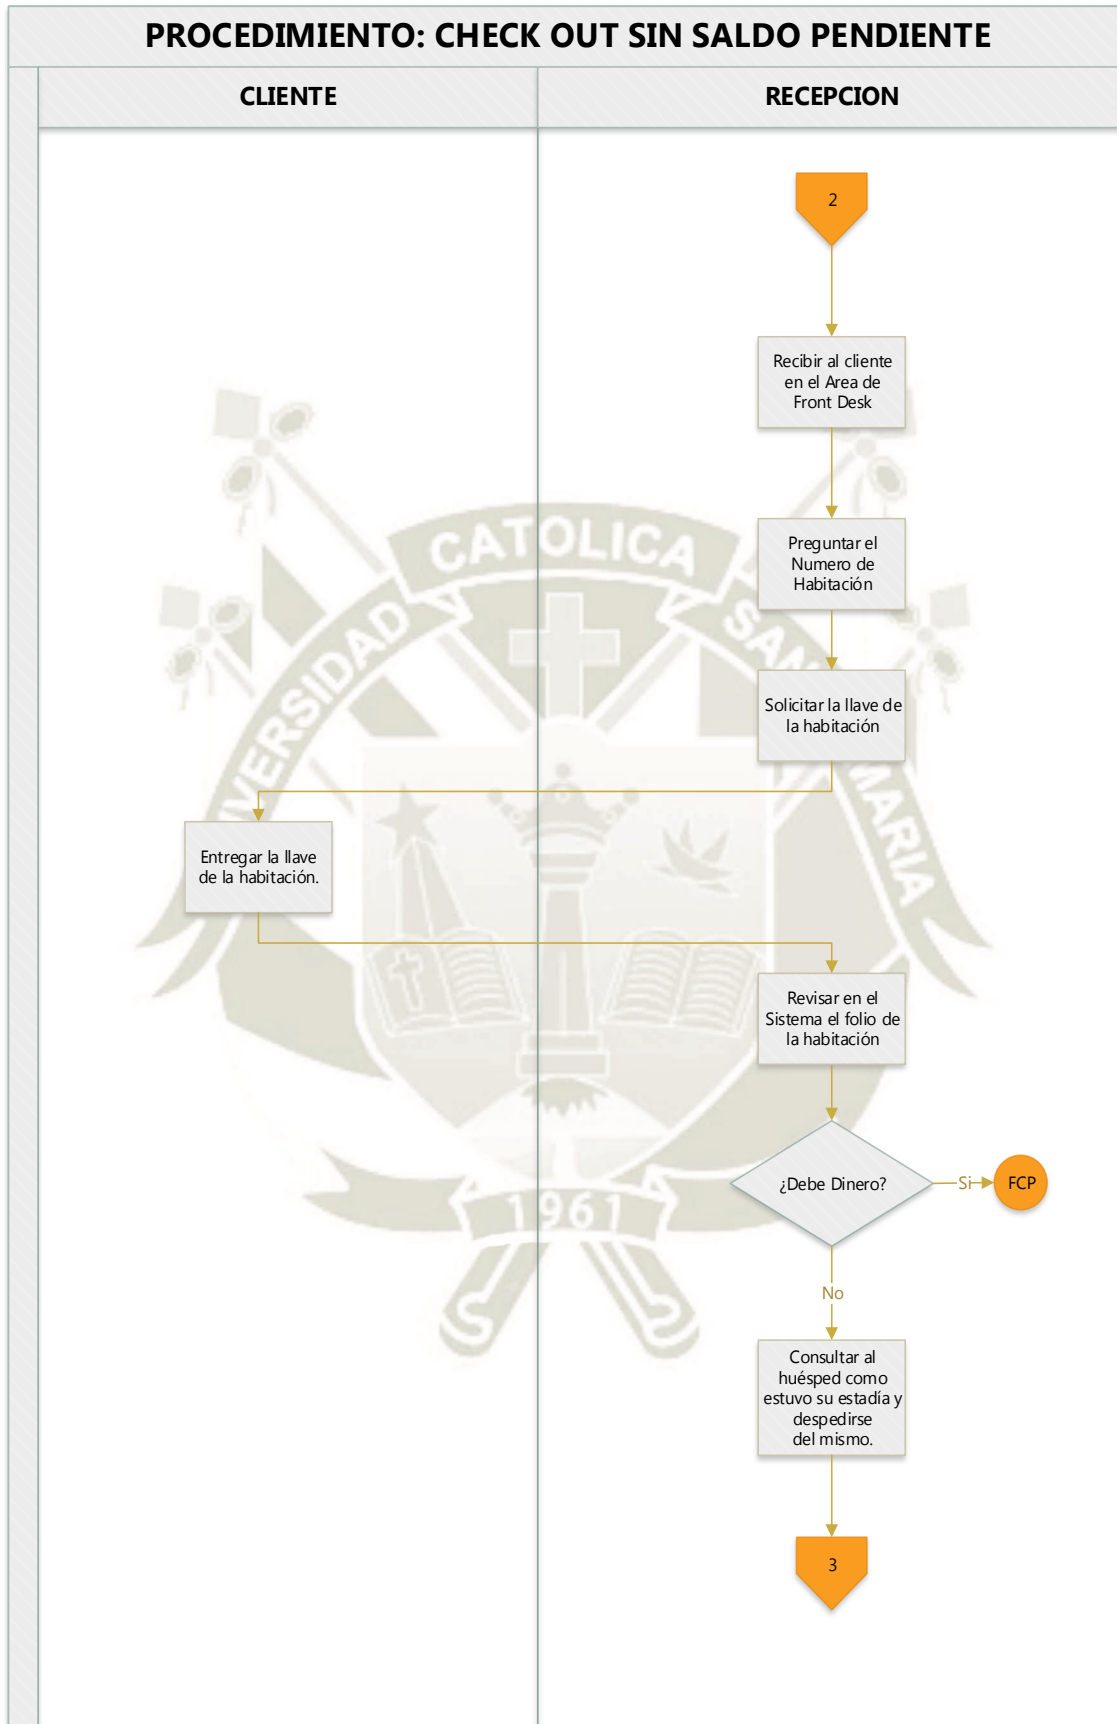 PROCEDIMIENTO: CHECK OUT SIN SALDO PENDIENTE
CLIENTE
RECEPCION
2
Recibir al cliente
en el Area de
Front Desk
Preguntar el
Numero de
Habitación
Solicitar la llave de
la habitación
Entregar la llave
de la habitación.
Revisar en el
Sistema el folio de
la habitación
¿Debe Dinero?
Si
FCP
No
Consultar al
huésped como
estuvo su estadía y
despedirse
del mismo.
3
CATOLICA
MARIA
1961